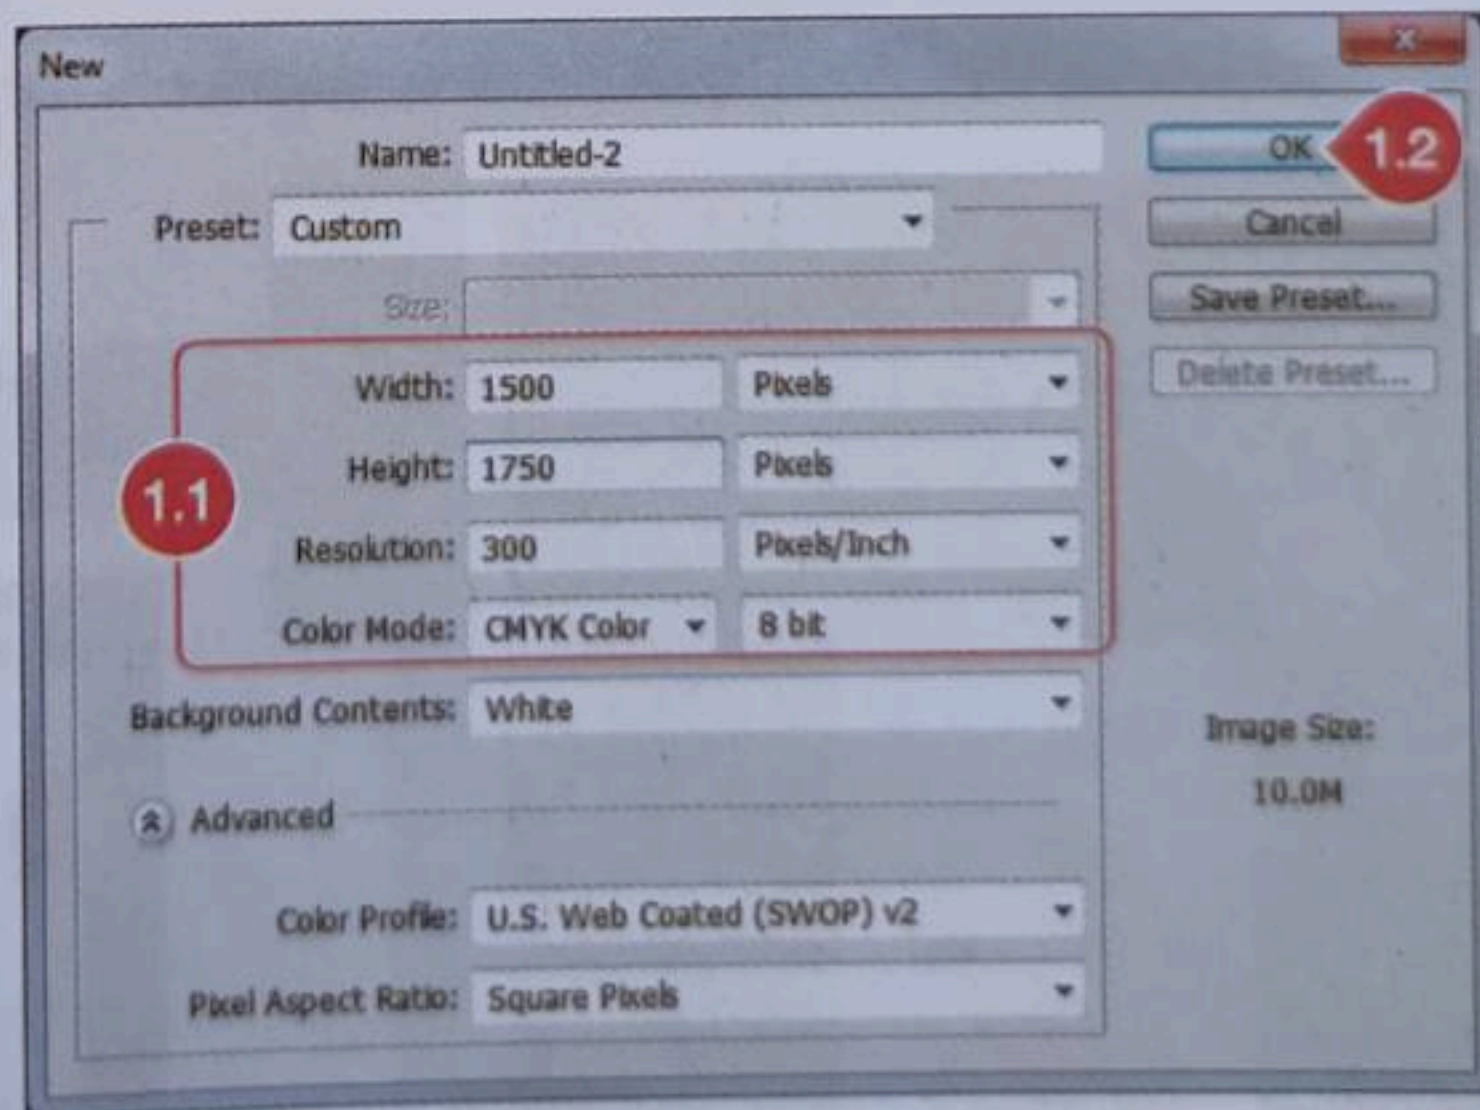 New
Name: Untitled-2
OK
1.2
Preset: Custom
Cancel
Size:
Save Preset...
Width: 1500 Pixels
Delete Preset...
Height: 1750 Pixels
1.1
Resolution: 300 Pixels/Inch
Color Mode: CMYK Color 8 bit
Background Contents: White
Image Size:
10.0M
Advanced
Color Profile: U.S. Web Coated (SWOP) v2
Pixel Aspect Ratio: Square Pixels